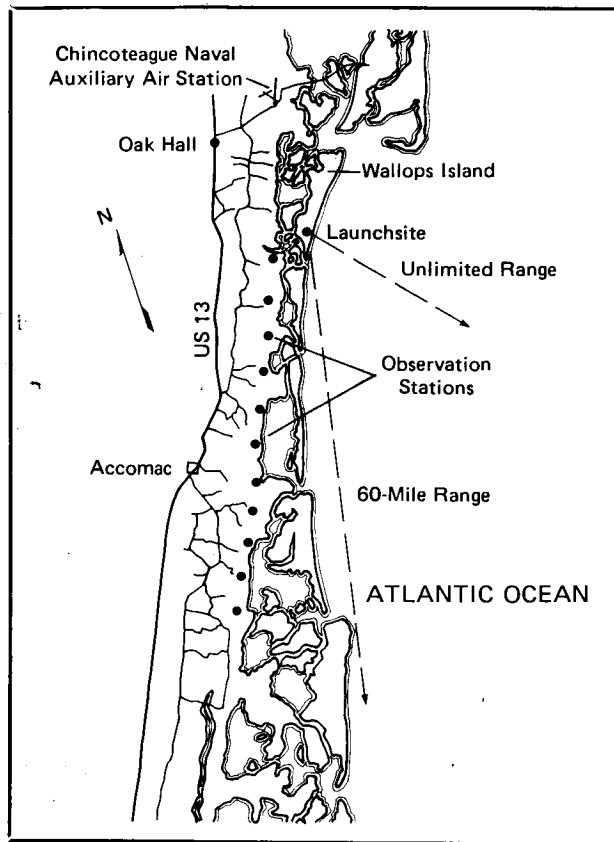 Chincoteague Naval
Auxiliary Air Station
Oak Hall
Wallops Island
N
Launchsite
Unlimited Range
US 13
Observation
Stations
Accomac
60-Mile Range
ATLANTIC OCEAN